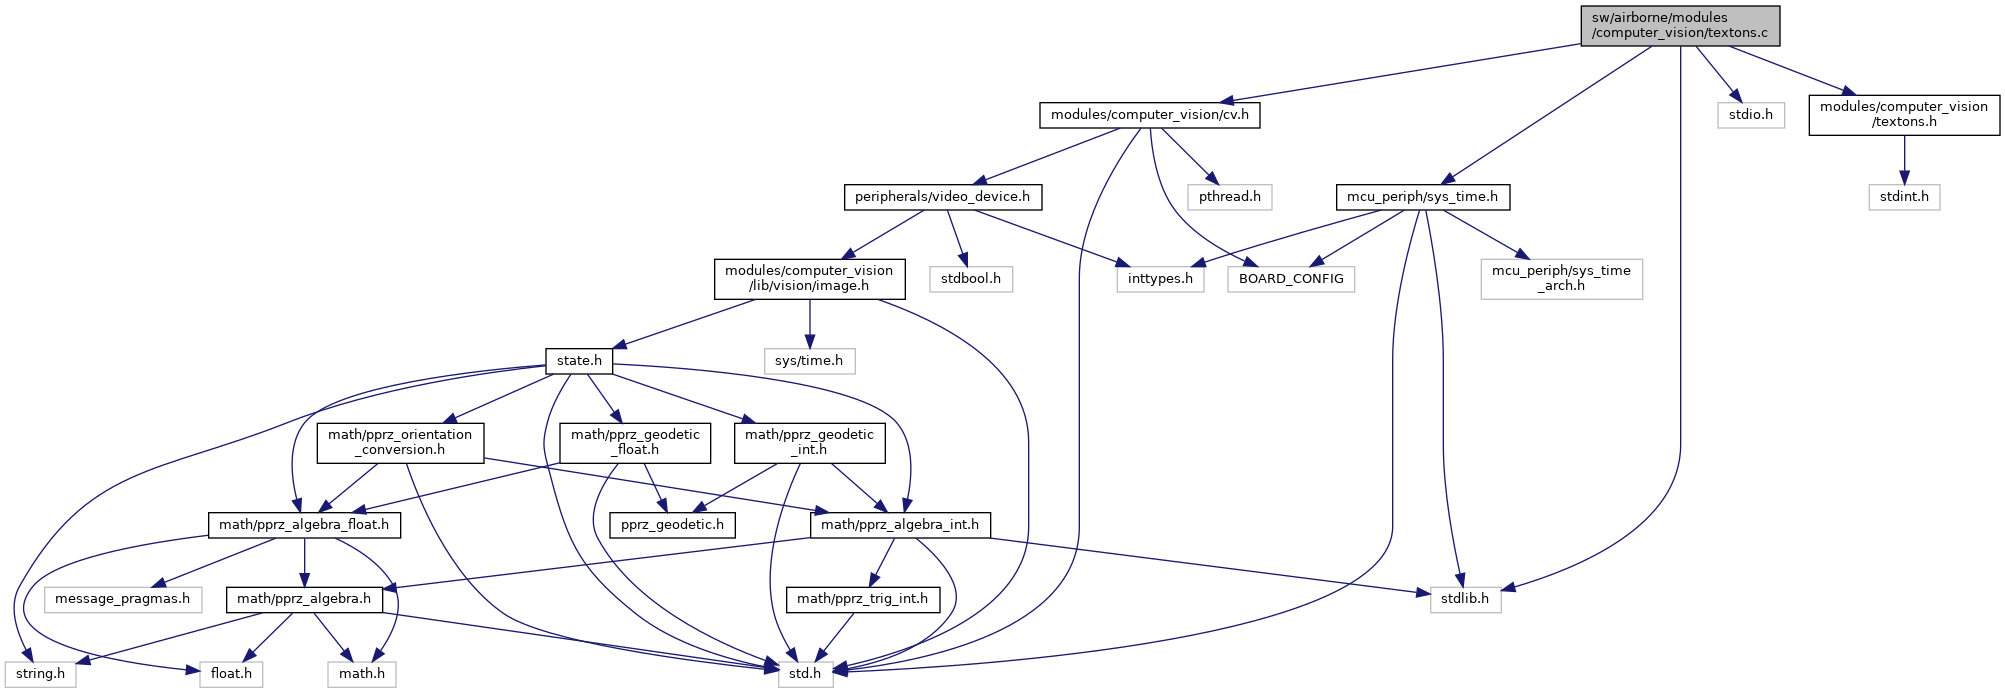 sw/airborne/modules
/computer_vision/textons.c
modules/computer_vision/cv.h
stdio.h
modules/computer_vision
/textons.h
peripherals/video_device.h
pthread.h
mcu_periph/sys_time.h
stdint.h
modules/computer_vision
/lib/vision/image.h
stdbool.h
inttypes.h
BOARD_CONFIG
mcu_periph/sys_time
_arch.h
state.h
sys/time.h
math/pprz_orientation
_conversion.h
math/pprz_geodetic
_float.h
math/pprz_geodetic
_int.h
math/pprz_algebra_float.h
pprz_geodetic.h
math/pprz_algebra_int.h
message_pragmas.h
math/pprz_algebra.h
math/pprz_trig_int.h
stdlib.h
string.h
float.h
math.h
std.h